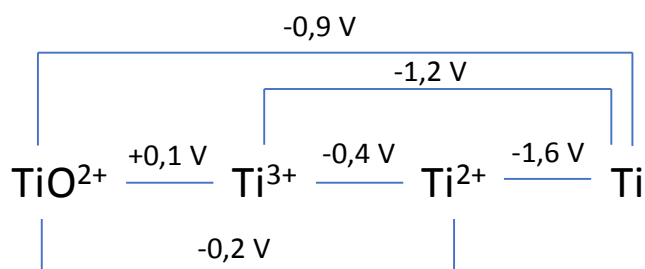 -0,9 V
-1,2 V
+0,1 V -0,4 V -1,6 V
TiO²⁺ Ti³⁺ Ti²⁺ Ti
-0,2 V